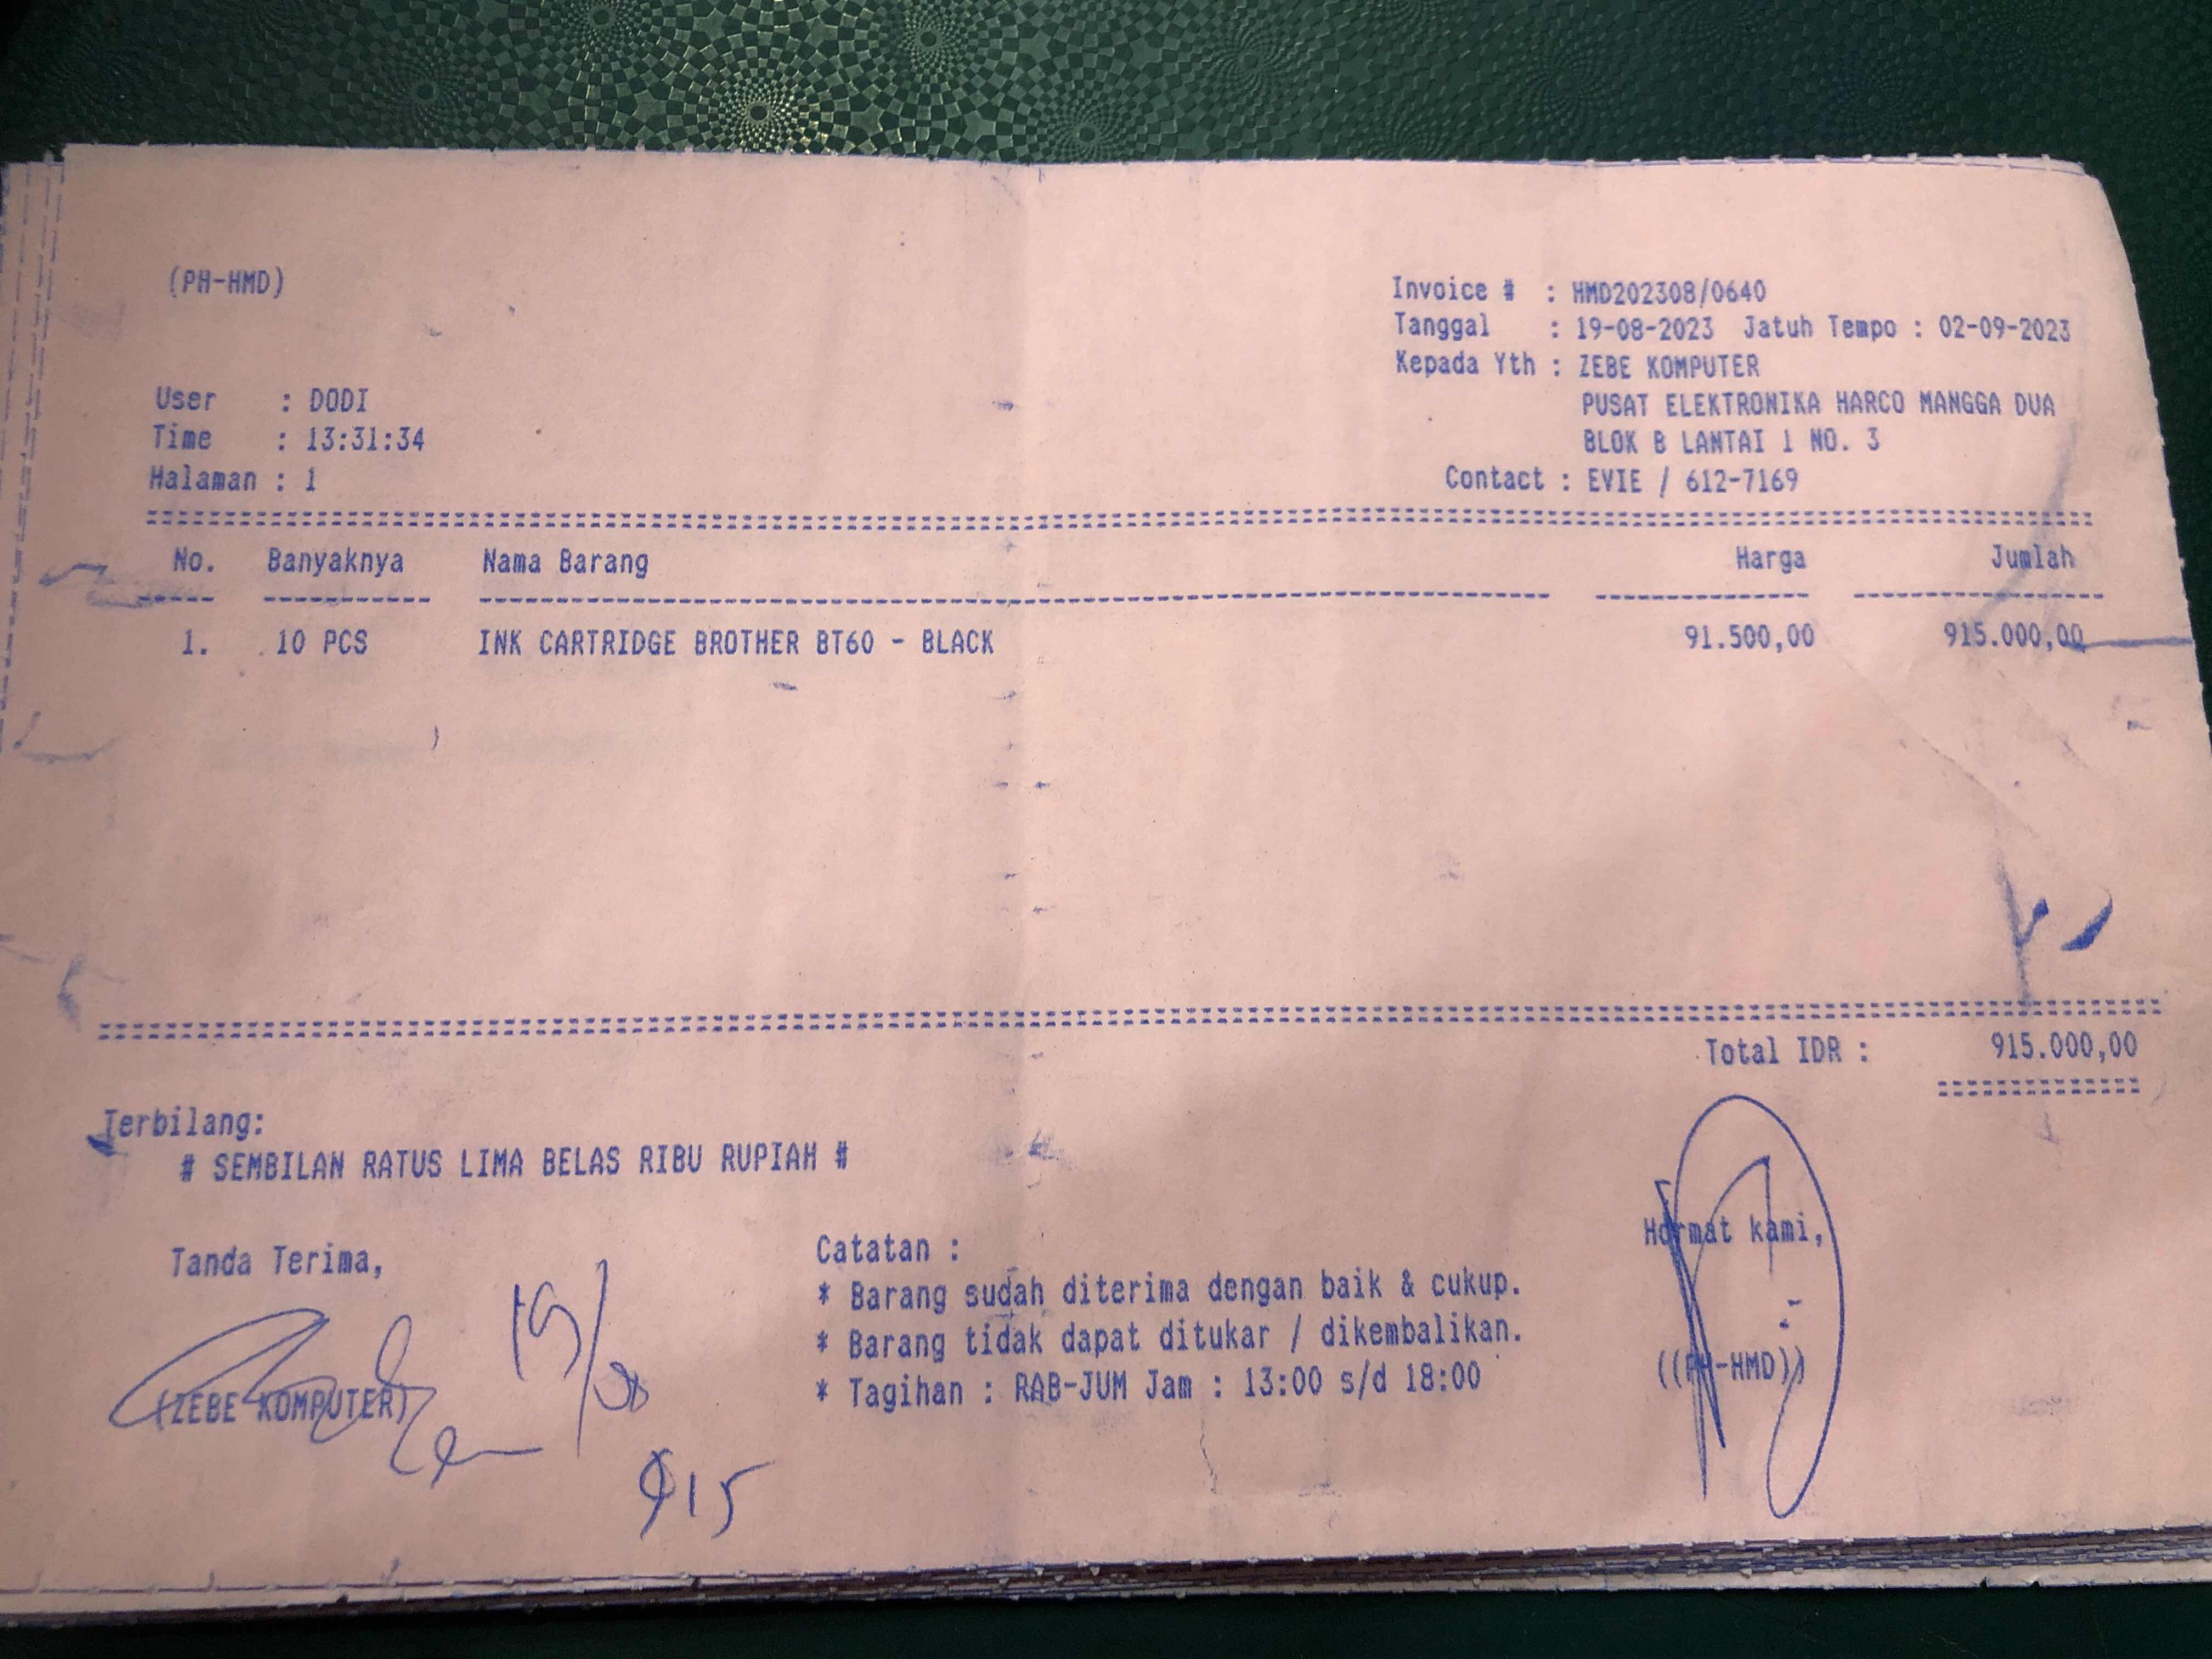 (PH-HMD)
Invoice # : HMD202308/0640
Tanggal : 19-08-2023 Jatuh Tempo : 02-09-2023
Kepada Yth : ZEBE KOMPUTER
PUSAT ELEKTRONIKA HARCO MANGGA DUA
BLOK B LANTAI 1 NO. 3
Contact : EVIE / 612-7169
User : DODI
Time : 13:31:34
Halaman : 1
No. Banyaknya Nama Barang Harga Jumlah
1. 10 PCS INK CARTRIDGE BROTHER BT60 - BLACK 91.500,00 915.000,00
Total IDR : 915.000,00
Terbilang:
# SEMBILAN RATUS LIMA BELAS RIBU RUPIAH #
Tanda Terima,
(ZEBE KOMPUTER)
19/08
915
Catatan :
* Barang sudah diterima dengan baik & cukup.
* Barang tidak dapat ditukar / dikembalikan.
* Tagihan : RAB-JUM Jam : 13:00 s/d 18:00
Hormat kami,
((PH-HMD))